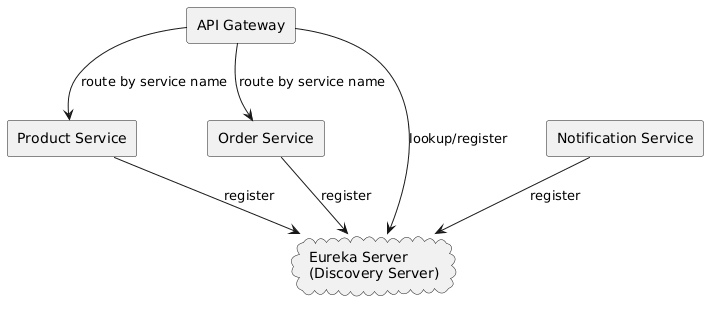 API Gateway
route by service name
route by service name
Product Service
Order Service
lookup/register
Notification Service
register
register
register
Eureka Server
(Discovery Server)